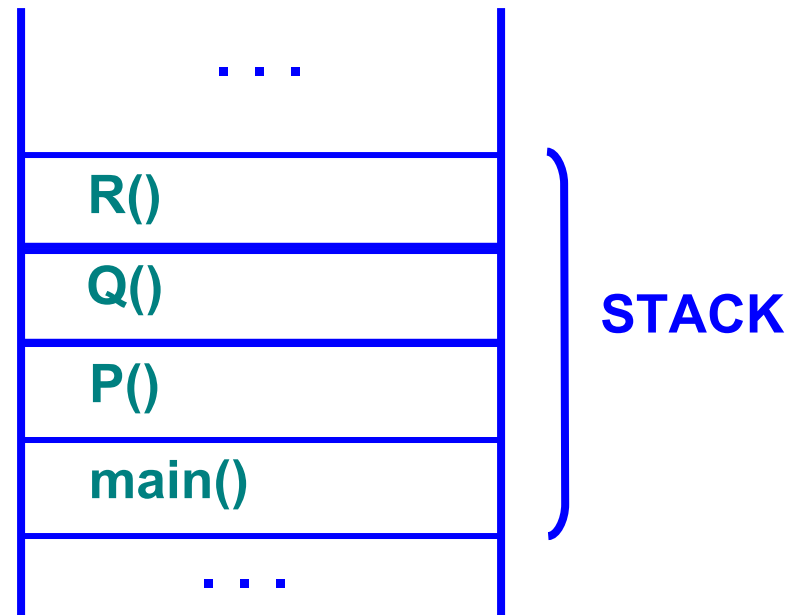 . . .
R()
Q()
STACK
P()
main()
. . .